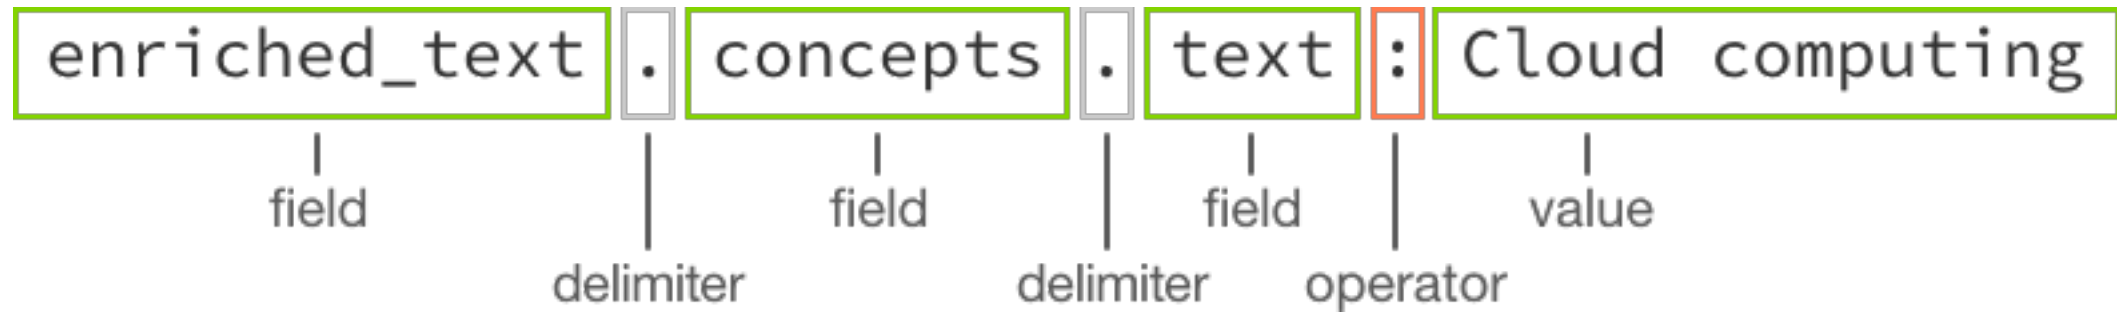 enriched_text . concepts . text : Cloud computing
field field field value
delimiter delimiter operator